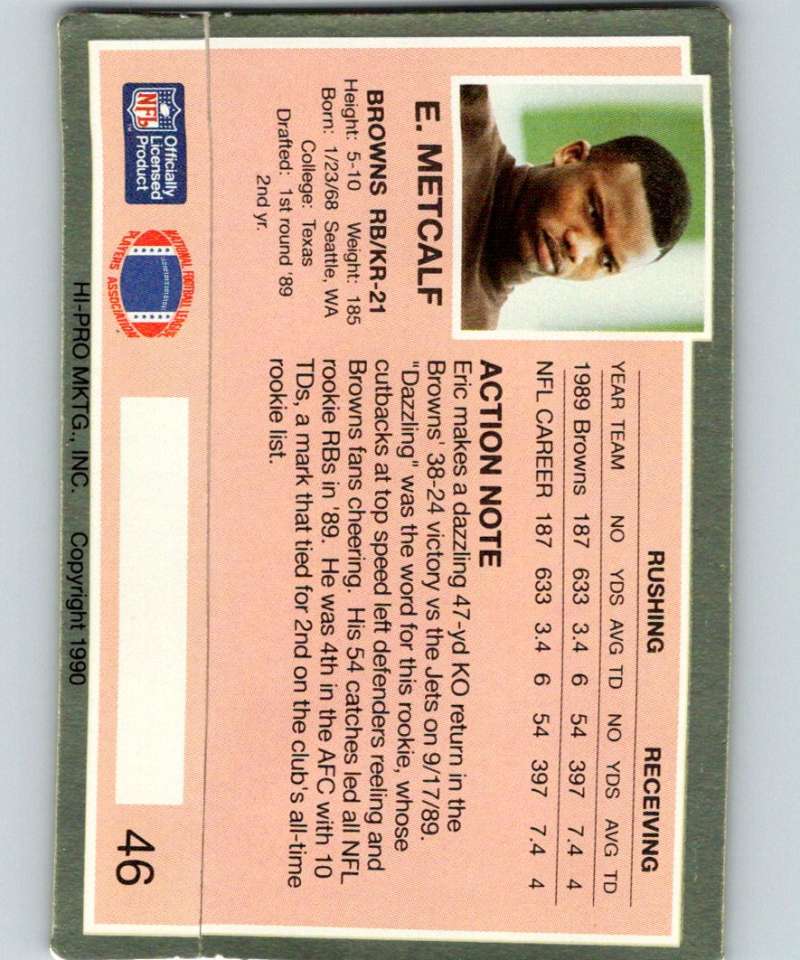 E. METCALF
BROWNS RB/KR-21
Height: 5-10 Weight: 185
Born: 1/23/68 Seattle, WA
College: Texas
Drafted: 1st round '89
2nd yr.
RUSHING RECEIVING
YEAR TEAM NO YDS AVG TD NO YDS AVG TD
1989 Browns 187 633 3.4 6 54 397 7.4 4
NFL CAREER 187 633 3.4 6 54 397 7.4 4
ACTION NOTE
Eric makes a dazzling 47-yd KO return in the
Browns' 38-24 victory vs the Jets on 9/17/89.
"Dazzling" was the word for this rookie, whose
cutbacks at top speed left defenders reeling and
Browns fans cheering. His 54 catches led all NFL
rookie RBs in '89. He was 4th in the AFC with 10
TDs, a mark that tied for 2nd on the club's all-time
rookie list.
NFL
Officially
Licensed
Product
TM
NATIONAL FOOTBALL LEAGUE
PLAYERS ASSOCIATION
46
HI-PRO MKTG., INC. Copyright 1990